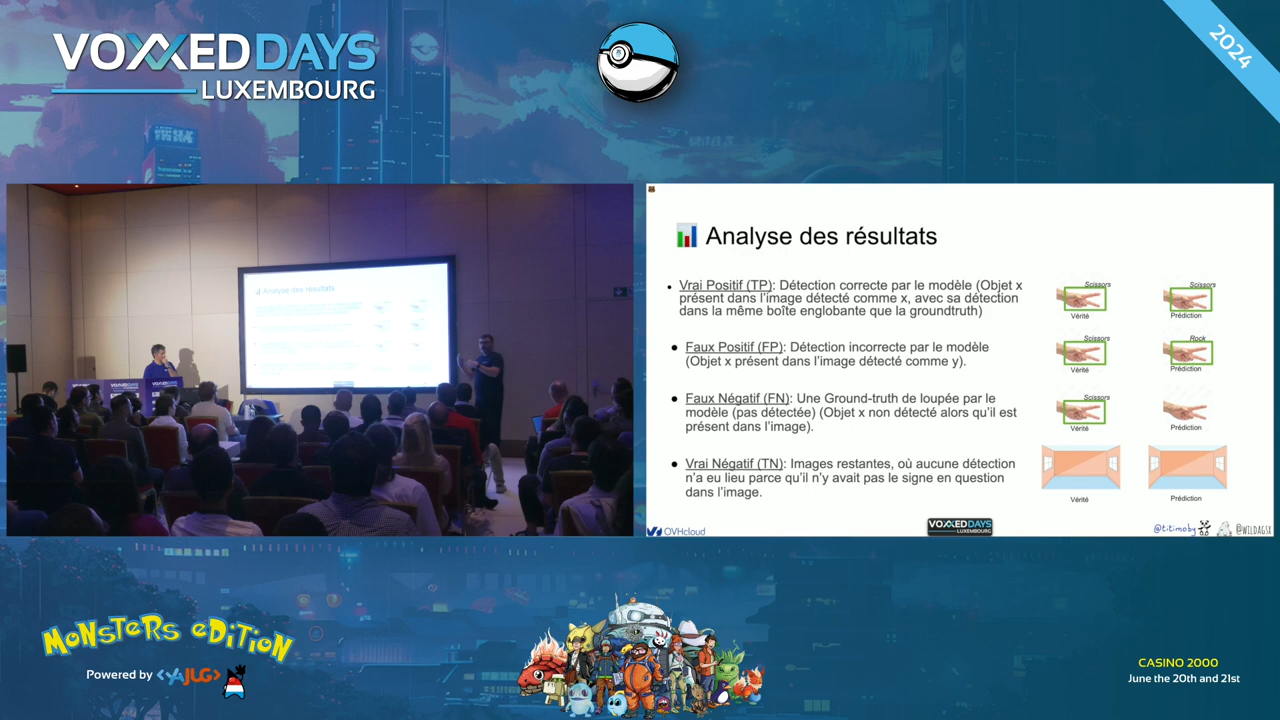 VOXXED DAYS
LUXEMBOURG
2024
Analyse des résultats
Analyse des résultats
• Vrai Positif (TP): Détection correcte par le modèle (Objet x
présent dans l'image détecté comme x, avec sa détection
dans la même boîte englobante que la groundtruth)
Scissors
Vérité
Scissors
Prédiction
● Faux Positif (FP): Détection incorrecte par le modèle
(Objet x présent dans l'image détecté comme y).
Scissors
Vérité
Rock
Prédiction
● Faux Négatif (FN): Une Ground-truth de loupée par le
modèle (pas détectée) (Objet x non détecté alors qu'il est
présent dans l'image).
Scissors
Vérité
Prédiction
● Vrai Négatif (TN): Images restantes, où aucune détection
n'a eu lieu parce qu'il n'y avait pas le signe en question
dans l'image.
Vérité
Prédiction
OVHcloud
VOXXED DAYS
LUXEMBOURG
@titimoby
@WILDAGSX
VOXXED DAYS
MONSTERS EDITION
Powered by <YAJUG>
CASINO 2000
June the 20th and 21st